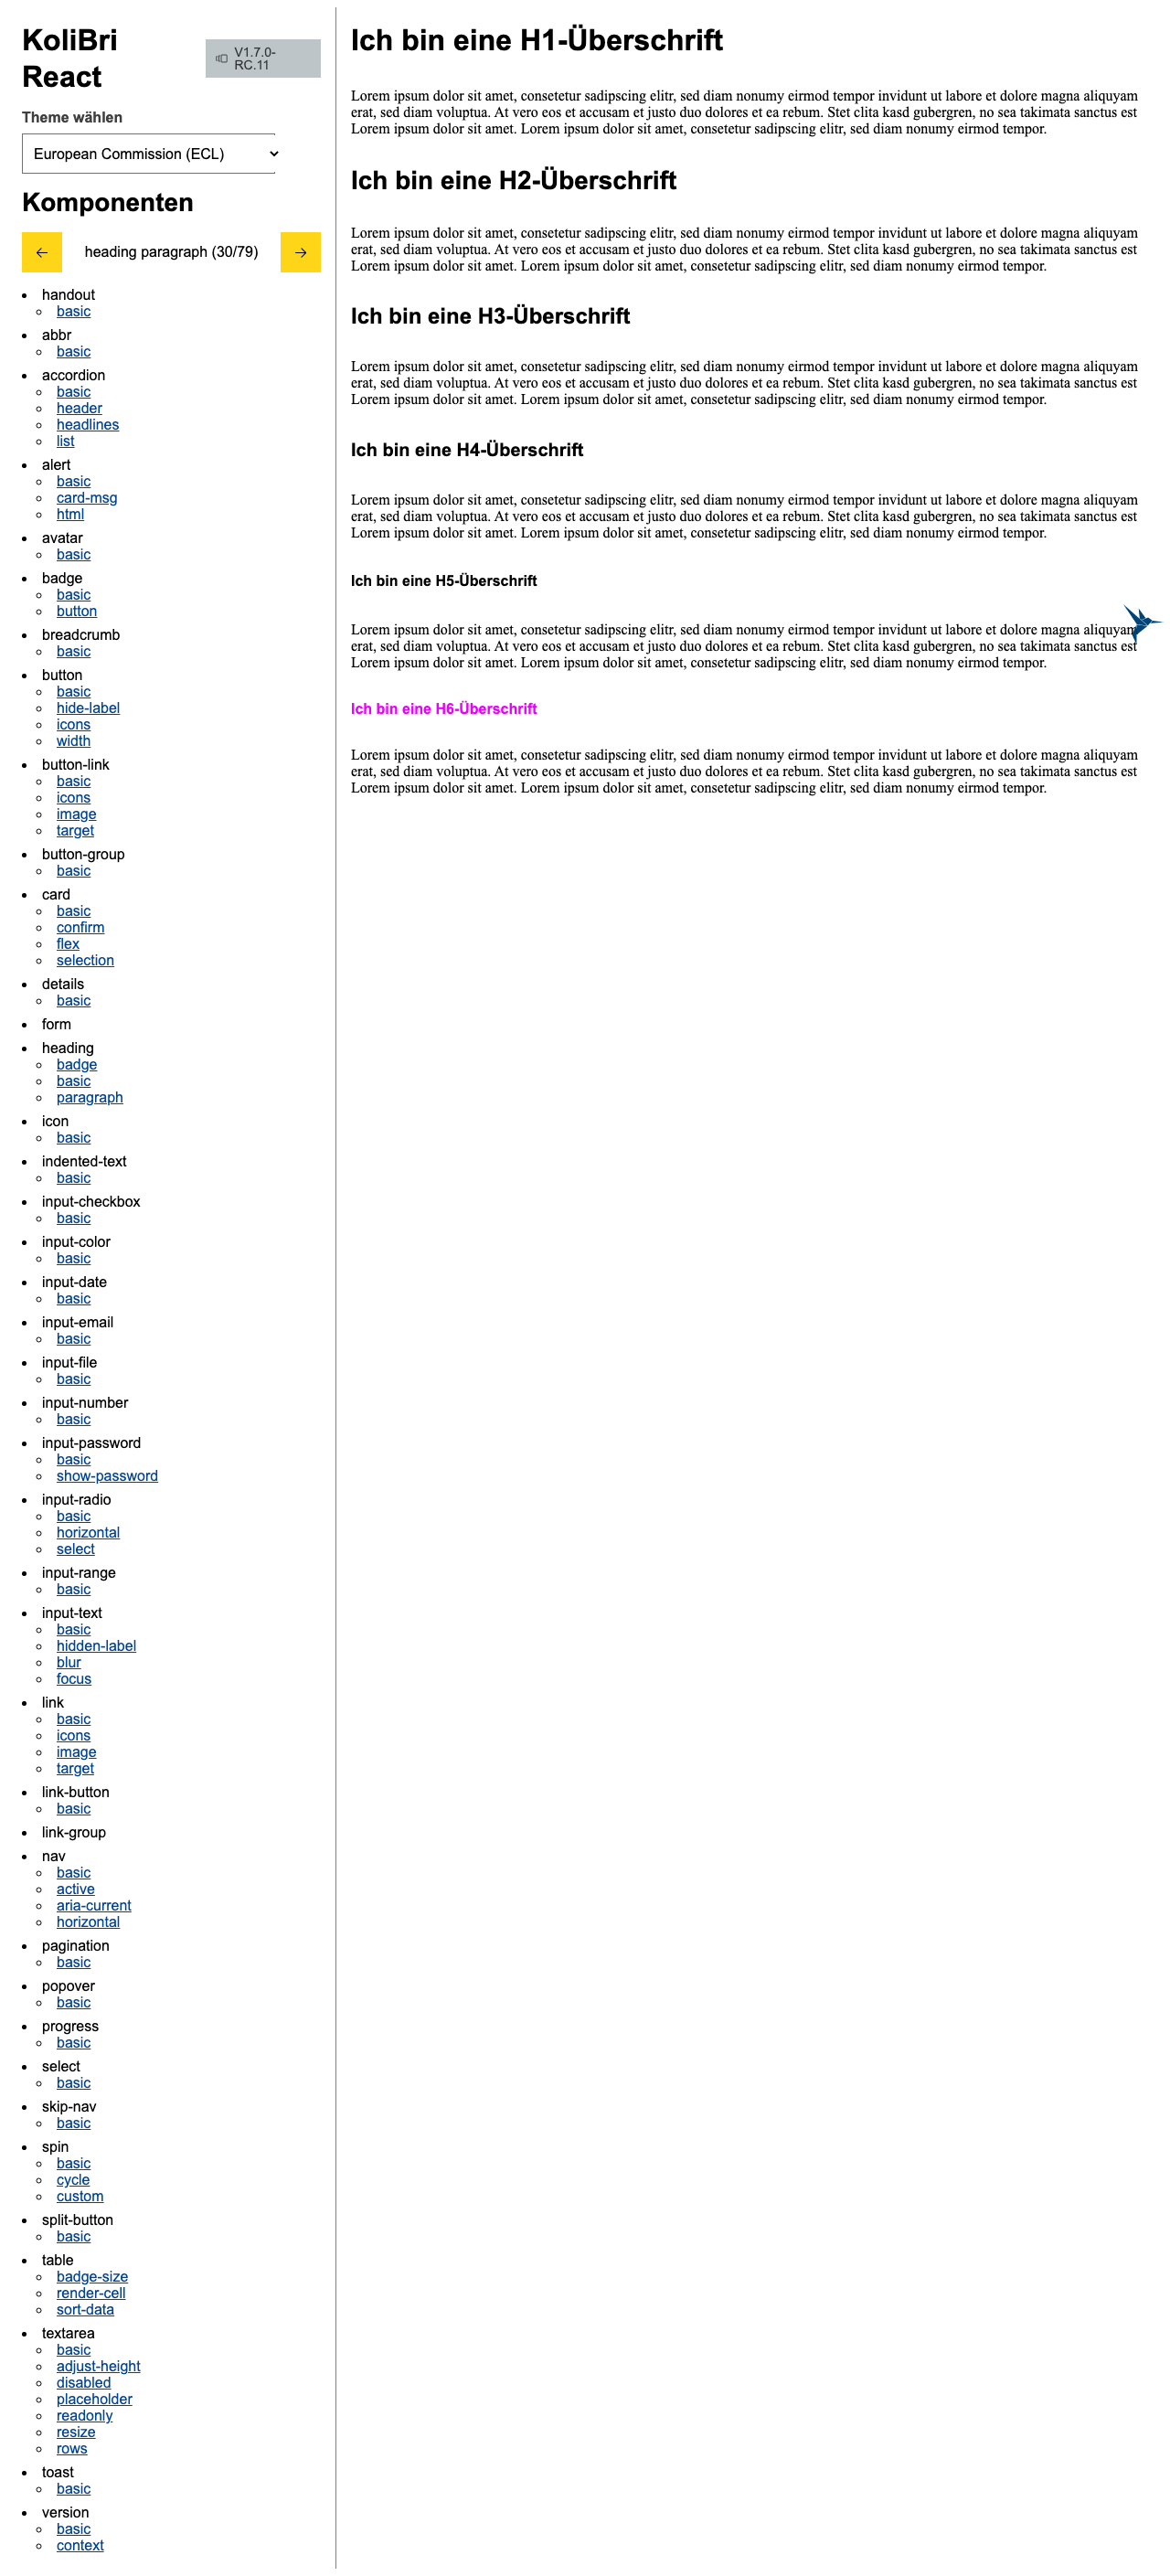 KoliBri
React
V1.7.0-
RC.11
Theme wählen
European Commission (ECL)
Komponenten
heading paragraph (30/79)
handout
basic
abbr
basic
accordion
basic
header
headlines
list
alert
basic
card-msg
html
avatar
basic
badge
basic
button
breadcrumb
basic
button
basic
hide-label
icons
width
button-link
basic
icons
image
target
button-group
basic
card
basic
confirm
flex
selection
details
basic
form
heading
badge
basic
paragraph
icon
basic
indented-text
basic
input-checkbox
basic
input-color
basic
input-date
basic
input-email
basic
input-file
basic
input-number
basic
input-password
basic
show-password
input-radio
basic
horizontal
select
input-range
basic
input-text
basic
hidden-label
blur
focus
link
basic
icons
image
target
link-button
basic
link-group
nav
basic
active
aria-current
horizontal
pagination
basic
popover
basic
progress
basic
select
basic
skip-nav
basic
spin
basic
cycle
custom
split-button
basic
table
badge-size
render-cell
sort-data
textarea
basic
adjust-height
disabled
placeholder
readonly
resize
rows
toast
basic
version
basic
context
Ich bin eine H1-Überschrift
Lorem ipsum dolor sit amet, consetetur sadipscing elitr, sed diam nonumy eirmod tempor invidunt ut labore et dolore magna aliquyam
erat, sed diam voluptua. At vero eos et accusam et justo duo dolores et ea rebum. Stet clita kasd gubergren, no sea takimata sanctus est
Lorem ipsum dolor sit amet. Lorem ipsum dolor sit amet, consetetur sadipscing elitr, sed diam nonumy eirmod tempor.
Ich bin eine H2-Überschrift
Lorem ipsum dolor sit amet, consetetur sadipscing elitr, sed diam nonumy eirmod tempor invidunt ut labore et dolore magna aliquyam
erat, sed diam voluptua. At vero eos et accusam et justo duo dolores et ea rebum. Stet clita kasd gubergren, no sea takimata sanctus est
Lorem ipsum dolor sit amet. Lorem ipsum dolor sit amet, consetetur sadipscing elitr, sed diam nonumy eirmod tempor.
Ich bin eine H3-Überschrift
Lorem ipsum dolor sit amet, consetetur sadipscing elitr, sed diam nonumy eirmod tempor invidunt ut labore et dolore magna aliquyam
erat, sed diam voluptua. At vero eos et accusam et justo duo dolores et ea rebum. Stet clita kasd gubergren, no sea takimata sanctus est
Lorem ipsum dolor sit amet. Lorem ipsum dolor sit amet, consetetur sadipscing elitr, sed diam nonumy eirmod tempor.
Ich bin eine H4-Überschrift
Lorem ipsum dolor sit amet, consetetur sadipscing elitr, sed diam nonumy eirmod tempor invidunt ut labore et dolore magna aliquyam
erat, sed diam voluptua. At vero eos et accusam et justo duo dolores et ea rebum. Stet clita kasd gubergren, no sea takimata sanctus est
Lorem ipsum dolor sit amet. Lorem ipsum dolor sit amet, consetetur sadipscing elitr, sed diam nonumy eirmod tempor.
Ich bin eine H5-Überschrift
Lorem ipsum dolor sit amet, consetetur sadipscing elitr, sed diam nonumy eirmod tempor invidunt ut labore et dolore magna aliquyam
erat, sed diam voluptua. At vero eos et accusam et justo duo dolores et ea rebum. Stet clita kasd gubergren, no sea takimata sanctus est
Lorem ipsum dolor sit amet. Lorem ipsum dolor sit amet, consetetur sadipscing elitr, sed diam nonumy eirmod tempor.
Ich bin eine H6-Überschrift
Lorem ipsum dolor sit amet, consetetur sadipscing elitr, sed diam nonumy eirmod tempor invidunt ut labore et dolore magna aliquyam
erat, sed diam voluptua. At vero eos et accusam et justo duo dolores et ea rebum. Stet clita kasd gubergren, no sea takimata sanctus est
Lorem ipsum dolor sit amet. Lorem ipsum dolor sit amet, consetetur sadipscing elitr, sed diam nonumy eirmod tempor.